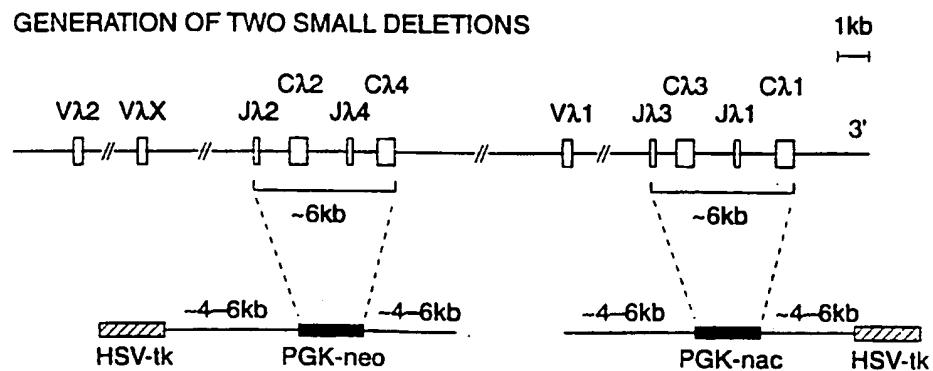 GENERATION OF TWO SMALL DELETIONS
1kb
Cλ2 Cλ4 Cλ3 Cλ1
Vλ2 VλX Jλ2 Jλ4 Vλ1 Jλ3 Jλ1
3'
~6kb ~6kb
~4–6kb ~4–6kb ~4–6kb ~4–6kb
HSV-tk PGK-neo PGK-nac HSV-tk